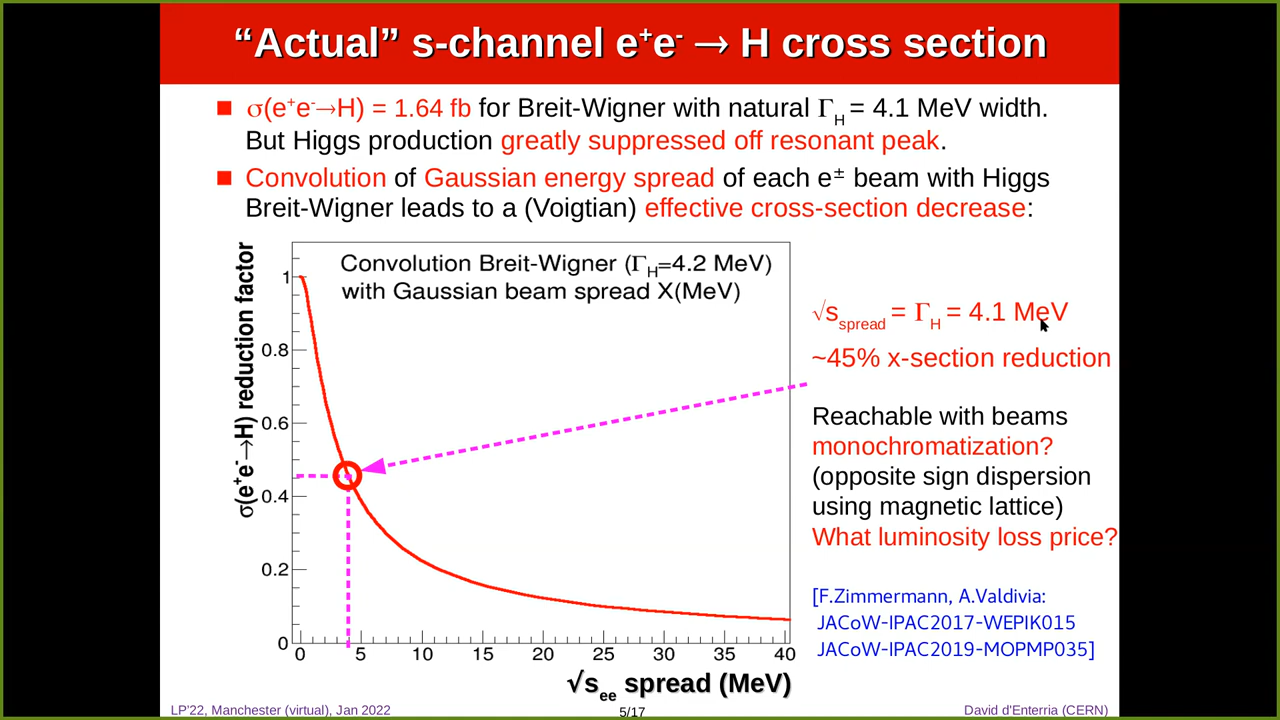 “Actual” s-channel e⁺e⁻ → H cross section
■ σ(e⁺e⁻→H) = 1.64 fb for Breit-Wigner with natural Γ_H = 4.1 MeV width.
But Higgs production greatly suppressed off resonant peak.
■ Convolution of Gaussian energy spread of each e± beam with Higgs
Breit-Wigner leads to a (Voigtian) effective cross-section decrease:
σ(e⁺e⁻→H) reduction factor
Convolution Breit-Wigner (Γ_H=4.2 MeV)
with Gaussian beam spread X(MeV)
1
0.8
0.6
0.4
0.2
0
0 5 10 15 20 25 30 35 40
√s_ee spread (MeV)
√s_spread = Γ_H = 4.1 MeV
~45% x-section reduction
Reachable with beams
monochromatization?
(opposite sign dispersion
using magnetic lattice)
What luminosity loss price?
[F.Zimmermann, A.Valdivia:
JACoW-IPAC2017-WEPIK015
JACoW-IPAC2019-MOPMP035]
LP'22, Manchester (virtual), Jan 2022
5/17
David d'Enterria (CERN)